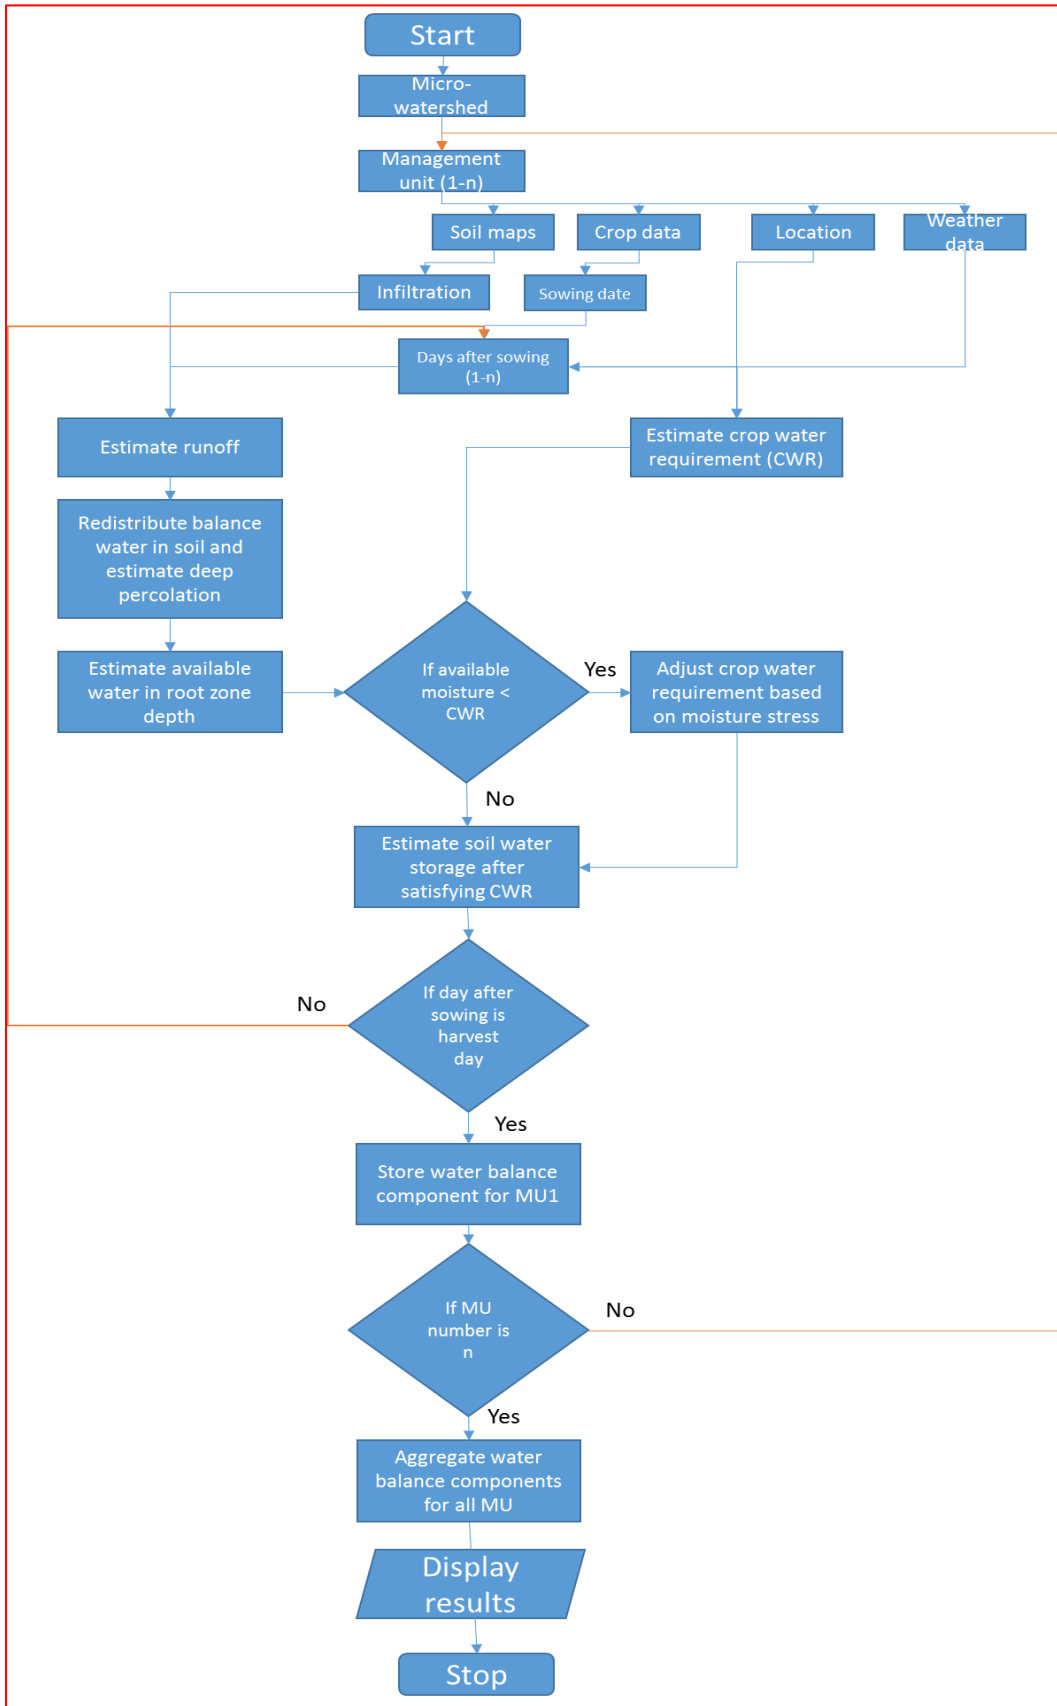 Start
Micro-
watershed
Management
unit (1-n)
Soil maps
Crop data
Location
Weather
data
Infiltration
Sowing date
Days after sowing
(1-n)
Estimate runoff
Estimate crop water
requirement (CWR)
Redistribute balance
water in soil and
estimate deep
percolation
Estimate available
water in root zone
depth
If available
moisture <
CWR
Yes
Adjust crop water
requirement based
on moisture stress
No
Estimate soil water
storage after
satisfying CWR
If day after
sowing is
harvest
day
No
Yes
Store water balance
component for MU1
If MU
number is
n
No
Yes
Aggregate water
balance components
for all MU
Display
results
Stop